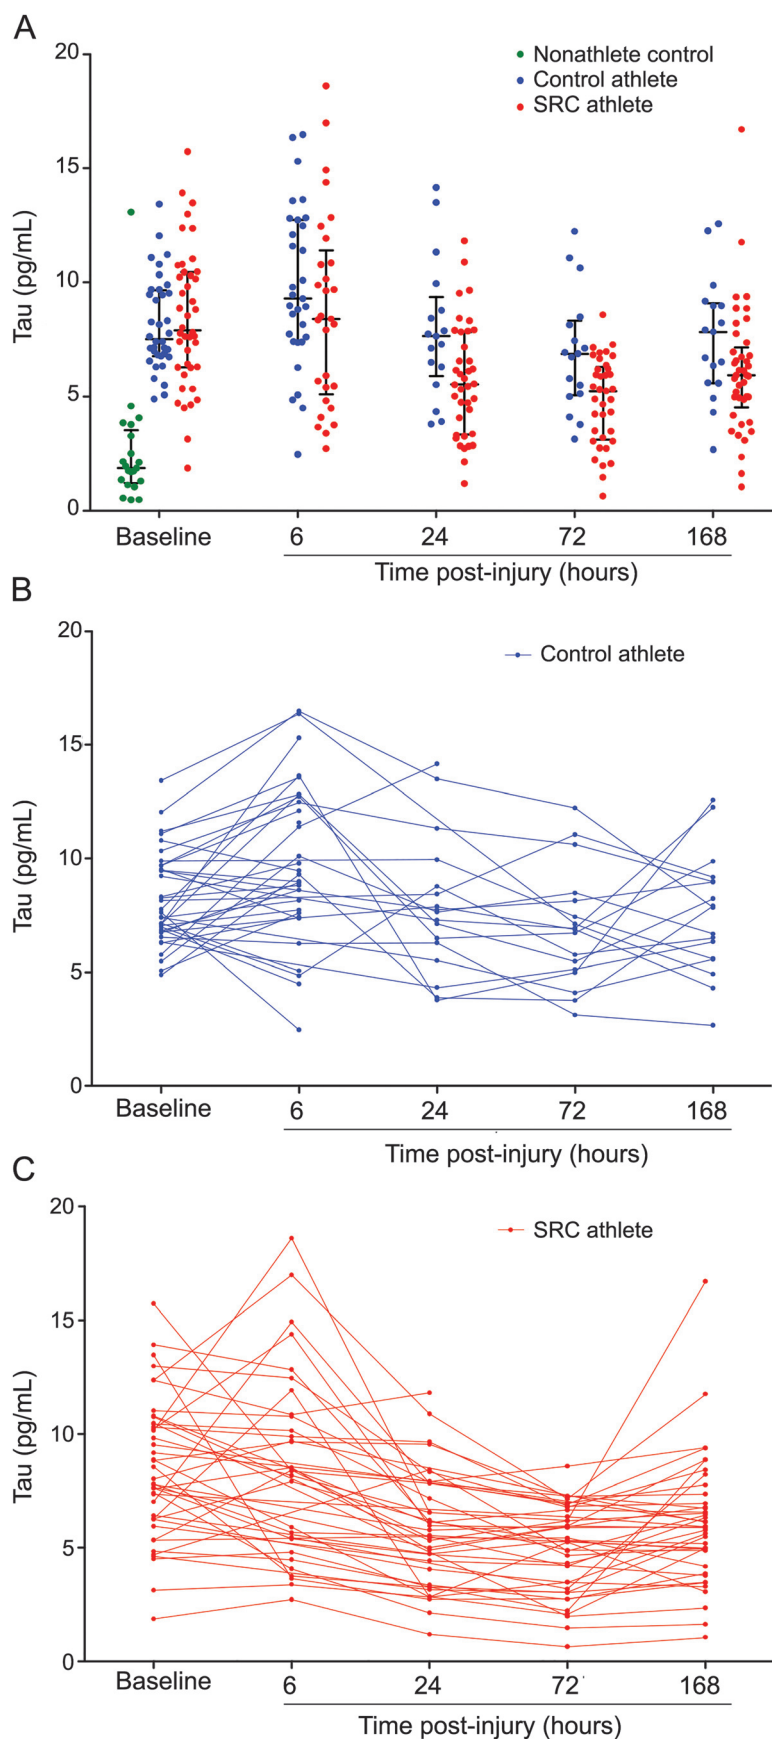 A
20
15
10
5
0
Tau (pg/mL)
Nonathlete control
Control athlete
SRC athlete
Baseline 6 24 72 168
Time post-injury (hours)
B
20
15
10
5
0
Tau (pg/mL)
Control athlete
Baseline 6 24 72 168
Time post-injury (hours)
C
20
15
10
5
0
Tau (pg/mL)
SRC athlete
Baseline 6 24 72 168
Time post-injury (hours)